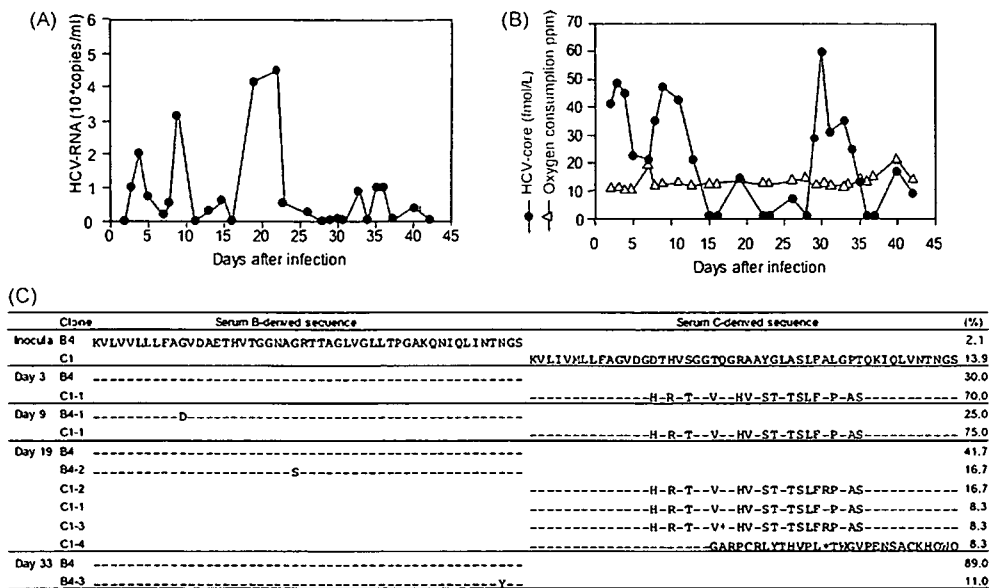 (A)
HCV-RNA (10⁴copies/ml)
6
5
4
3
2
1
0
0 5 10 15 20 25 30 35 40 45
Days after infection
(B)
HCV-core (fmol/L)
Oxygen consumption ppm)
70
60
50
40
30
20
10
0
0 5 10 15 20 25 30 35 40 45
Days after infection
(C)
Clone Serum B-derived sequence Serum C-derived sequence (%)
Inocula B4 KVLVVLLLFAGVDAETHVTGGNAGRTTAGLVGLLTPGAKQNIQLINTNGS 2.1
C1 KVLIVMLLFAGVDGDTHVSGGTQGRAAYGLASLFALGPTQKIQLVNTNGS 13.9
Day 3 B4 -------------------------------------------------- 30.0
C1-1 --------------H-R-T--V--HV-ST-TSLF-P-AS----------- 70.0
Day 9 B4-1 ----------D--------------------------------------- 25.0
C1-1 --------------H-R-T--V--HV-ST-TSLF-P-AS----------- 75.0
Day 19 B4 -------------------------------------------------- 41.7
B4-2 -----------------------S-------------------------- 16.7
C1-2 --------------H-R-T--V--HV-ST-TSLFRP-AS----------- 16.7
C1-1 --------------H-R-T--V--HV-ST-TSLF-P-AS----------- 8.3
C1-3 --------------H-R-T--V*-HV-ST-TSLFRP-AS----------- 8.3
C1-4 ---------------------GARPCRLYTHVPL*TWGVPENSACKHQWQ 8.3
Day 33 B4 -------------------------------------------------- 89.0
B4-3 -----------------------------------------------Y-- 11.0